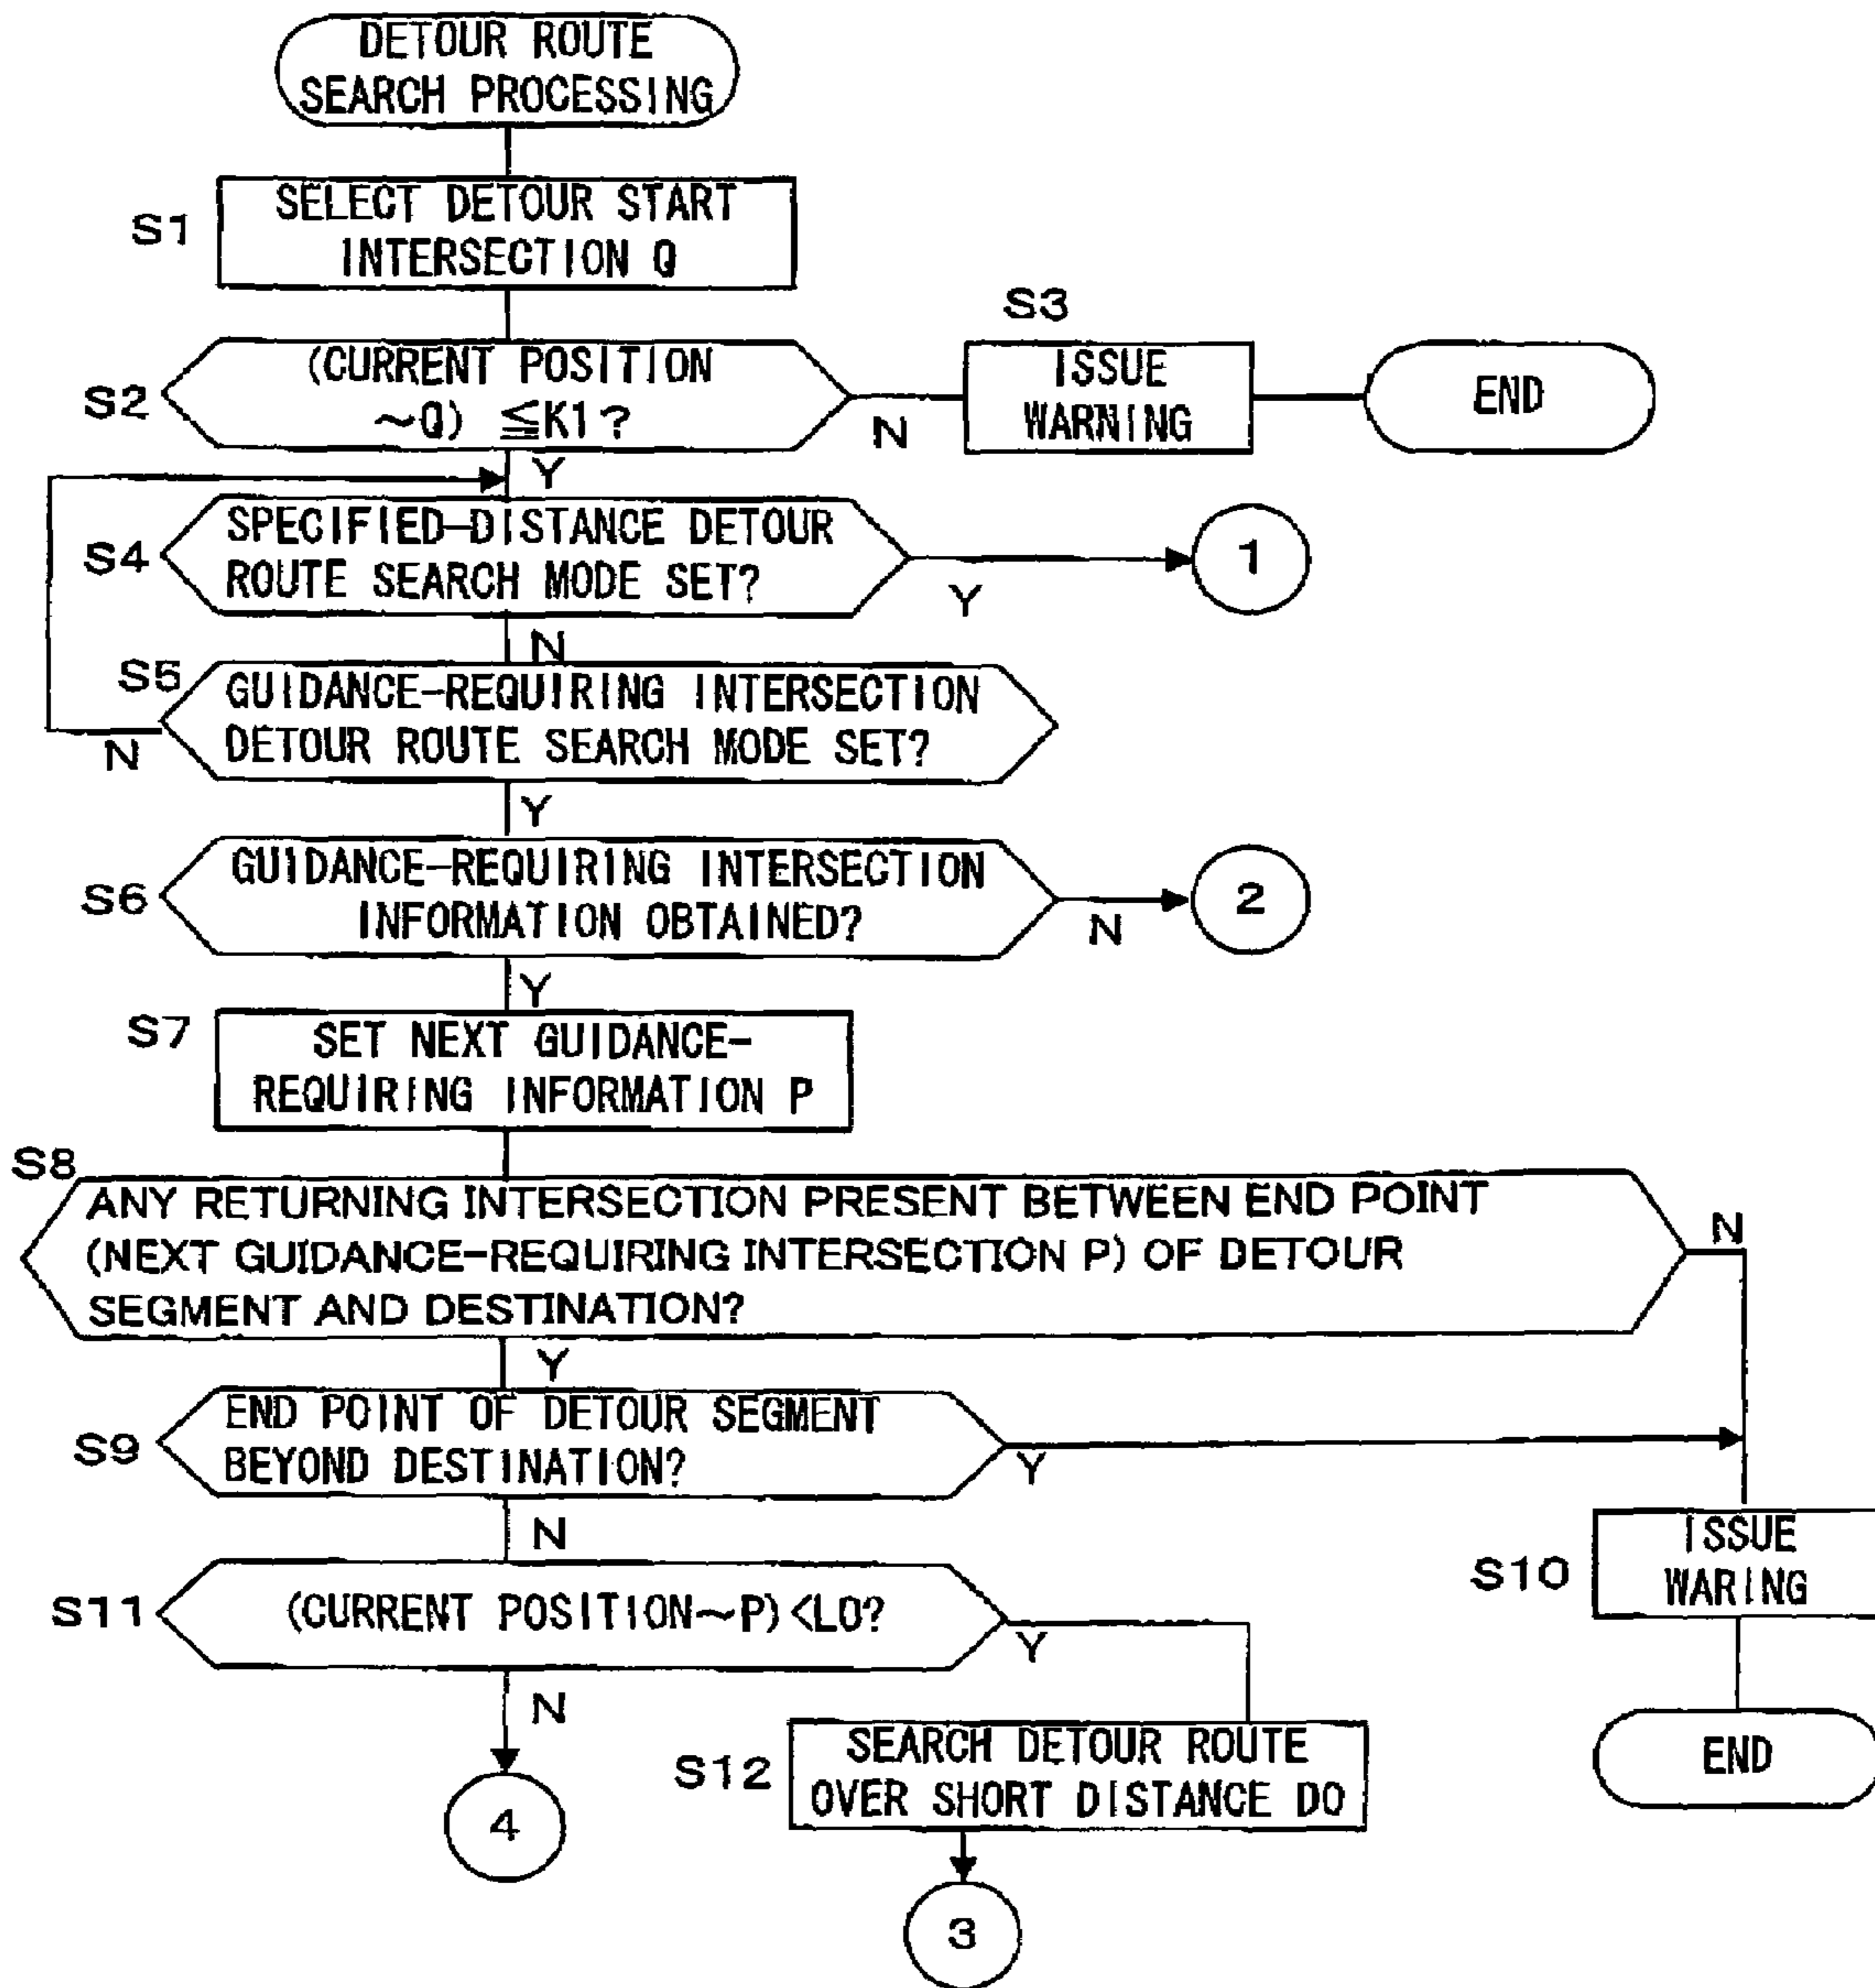 DETOUR ROUTE
SEARCH PROCESSING
S1
SELECT DETOUR START
INTERSECTION Q
S2
(CURRENT POSITION
~Q) ≦K1?
N
S3
ISSUE
WARNING
END
Y
S4
SPECIFIED-DISTANCE DETOUR
ROUTE SEARCH MODE SET?
Y
1
N
S5
GUIDANCE-REQUIRING INTERSECTION
DETOUR ROUTE SEARCH MODE SET?
N
Y
S6
GUIDANCE-REQUIRING INTERSECTION
INFORMATION OBTAINED?
N
2
Y
S7
SET NEXT GUIDANCE-
REQUIRING INFORMATION P
S8
ANY RETURNING INTERSECTION PRESENT BETWEEN END POINT
(NEXT GUIDANCE-REQUIRING INTERSECTION P) OF DETOUR
SEGMENT AND DESTINATION?
N
Y
S9
END POINT OF DETOUR SEGMENT
BEYOND DESTINATION?
Y
N
S10
ISSUE
WARING
END
S11
(CURRENT POSITION~P)<L0?
Y
N
4
S12
SEARCH DETOUR ROUTE
OVER SHORT DISTANCE D0
3